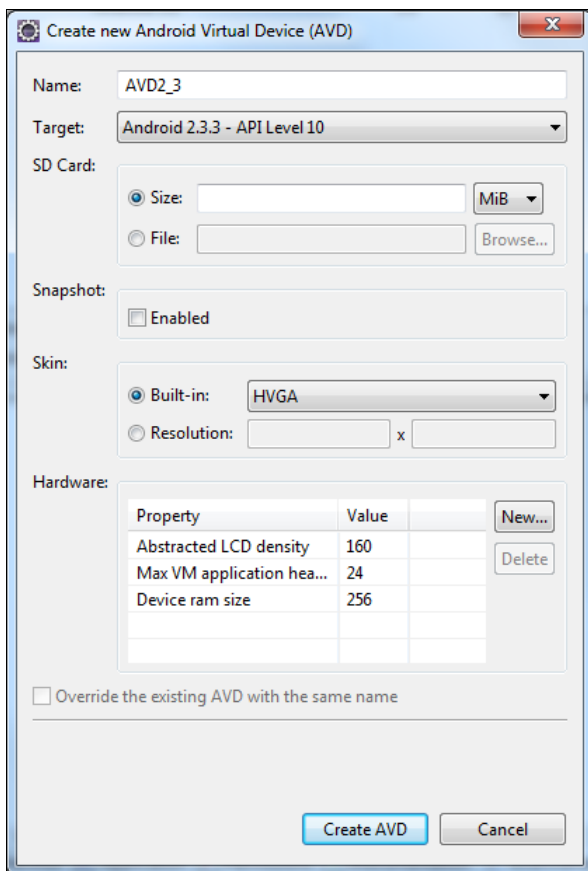 Create new Android Virtual Device (AVD)
Name: AVD2_3
Target: Android 2.3.3 - API Level 10
SD Card:
Size: MiB
File: Browse...
Snapshot:
Enabled
Skin:
Built-in: HVGA
Resolution: x
Hardware:
Property Value New...
Abstracted LCD density 160 Delete
Max VM application hea... 24
Device ram size 256
Override the existing AVD with the same name
Create AVD Cancel